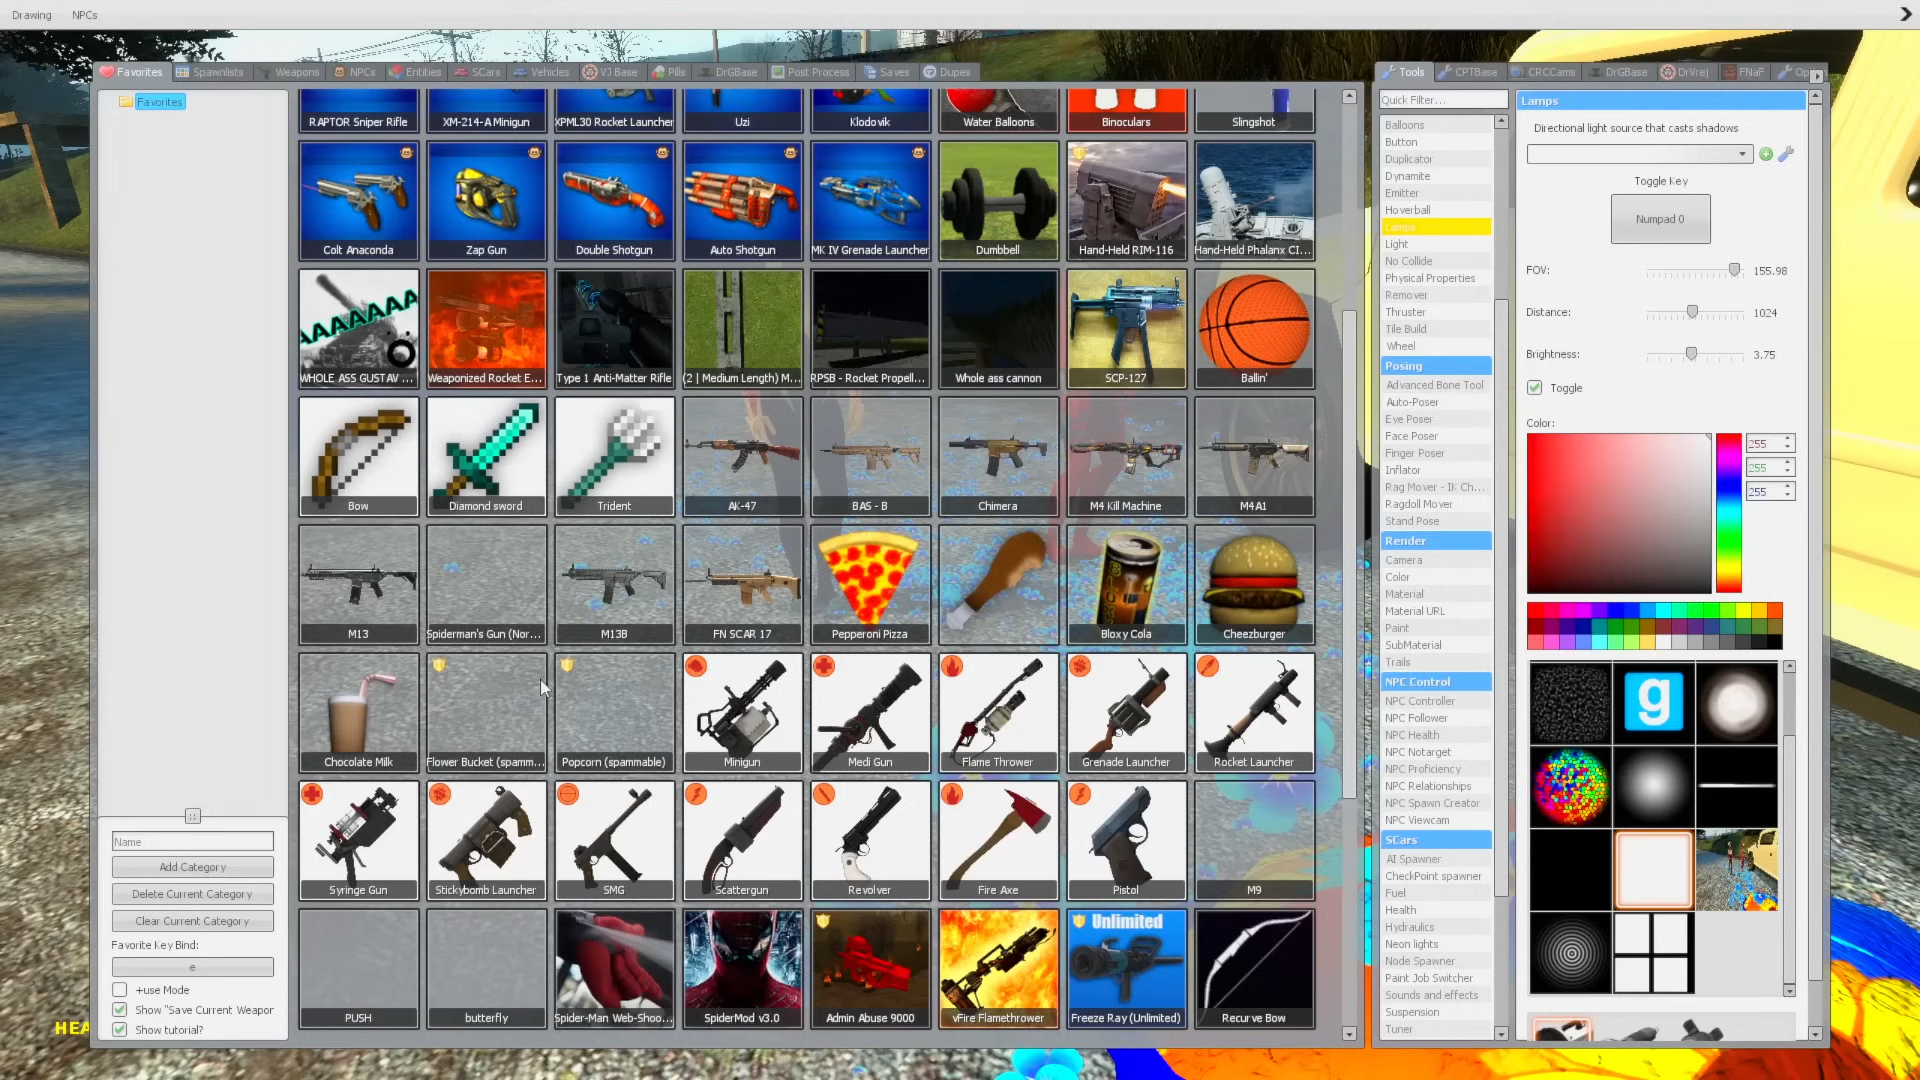 Drawing NPCs
Favorites Spawnlists Weapons NPCs Entities SCars Vehicles VJ Base Pills DrGBase Post Process Saves Dupes
Tools CPTBase CRCCams DrGBase DrVrej FNaF
Favorites
RAPTOR Sniper Rifle XM-214-A Minigun XPML30 Rocket Launcher Uzi Klodovik Water Balloons Binoculars Slingshot
Colt Anaconda Zap Gun Double Shotgun Auto Shotgun MK IV Grenade Launcher Dumbbell Hand-Held RIM-116 Hand-Held Phalanx CI...
AAAAAAA
WHOLE ASS GUSTAV ... Weaponized Rocket E... Type 1 Anti-Matter Rifle (2 | Medium Length) M... RPSB - Rocket Propell... Whole ass cannon SCP-127 Ballin'
Bow Diamond sword Trident AK-47 BAS - B Chimera M4 Kill Machine M4A1
M13 Spiderman's Gun (Nor... M13B FN SCAR 17 Pepperoni Pizza Bloxy Cola Cheezburger
Chocolate Milk Flower Bucket (spamm... Popcorn (spammable) Minigun Medi Gun Flame Thrower Grenade Launcher Rocket Launcher
Syringe Gun Stickybomb Launcher SMG Scattergun Revolver Fire Axe Pistol M9
Unlimited
PUSH butterfly Spider-Man Web-Shoo... SpiderMod v3.0 Admin Abuse 9000 vFire Flamethrower Freeze Ray (Unlimited) Recurve Bow
Name
Add Category
Delete Current Category
Clear Current Category
Favorite Key Bind:
e
+use Mode
Show "Save Current Weapor
Show tutorial?
HEA
Quick Filter...
Balloons
Button
Duplicator
Dynamite
Emitter
Hoverball
Lamps
Light
No Collide
Physical Properties
Remover
Thruster
Tile Build
Wheel
Posing
Advanced Bone Tool
Auto-Poser
Eye Poser
Face Poser
Finger Poser
Inflator
Rag Mover - IK Ch...
Ragdoll Mover
Stand Pose
Render
Camera
Color
Material
Material URL
Paint
SubMaterial
Trails
NPC Control
NPC Controller
NPC Follower
NPC Health
NPC Notarget
NPC Proficiency
NPC Relationships
NPC Spawn Creator
NPC Viewcam
SCars
AI Spawner
CheckPoint spawner
Fuel
Health
Hydraulics
Neon lights
Node Spawner
Paint Job Switcher
Sounds and effects
Suspension
Tuner
Lamps
Directional light source that casts shadows
Toggle Key
Numpad 0
FOV: 155.98
Distance: 1024
Brightness: 3.75
Toggle
Color:
255
255
255
g